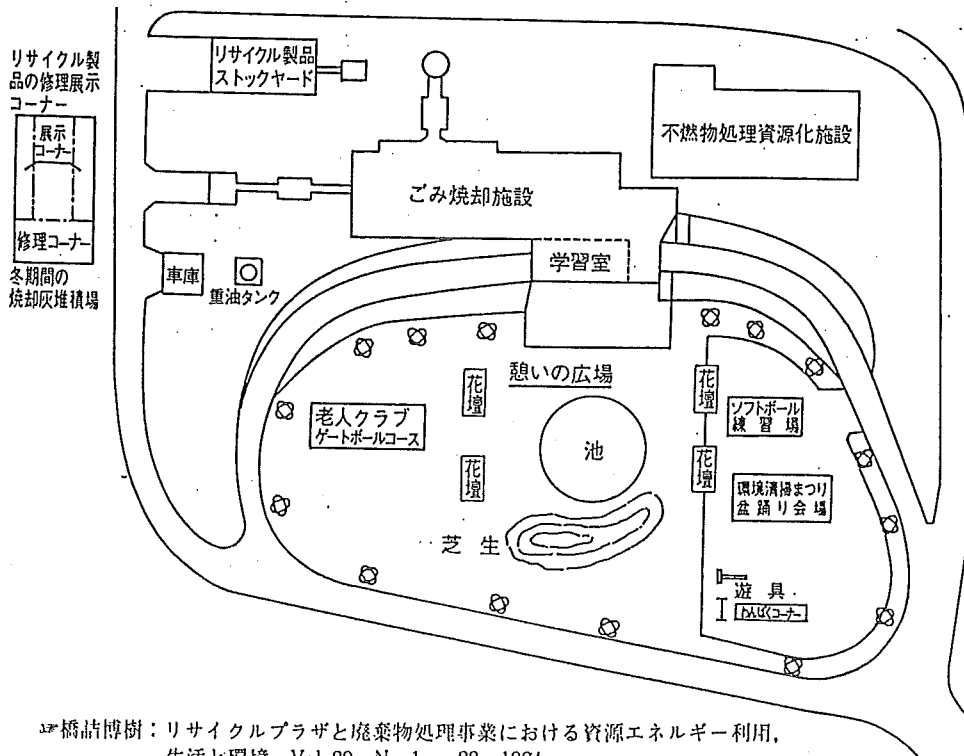 リサイクル製
品の修理展示
コーナー
展示
コーナー
修理コーナー
冬期間の
焼却灰堆積場
リサイクル製品
ストックヤード
不燃物処理資源化施設
ごみ焼却施設
学習室
車庫
重油タンク
憩いの広場
花壇
花壇
花壇
花壇
老人クラブ
ゲートボールコース
池
芝生
ソフトボール
練習場
環境清掃まつり
盆踊り会場
遊具
わんぱくコーナー
☞橋詰博樹：リサイクルプラザと廃棄物処理事業における資源エネルギー利用，